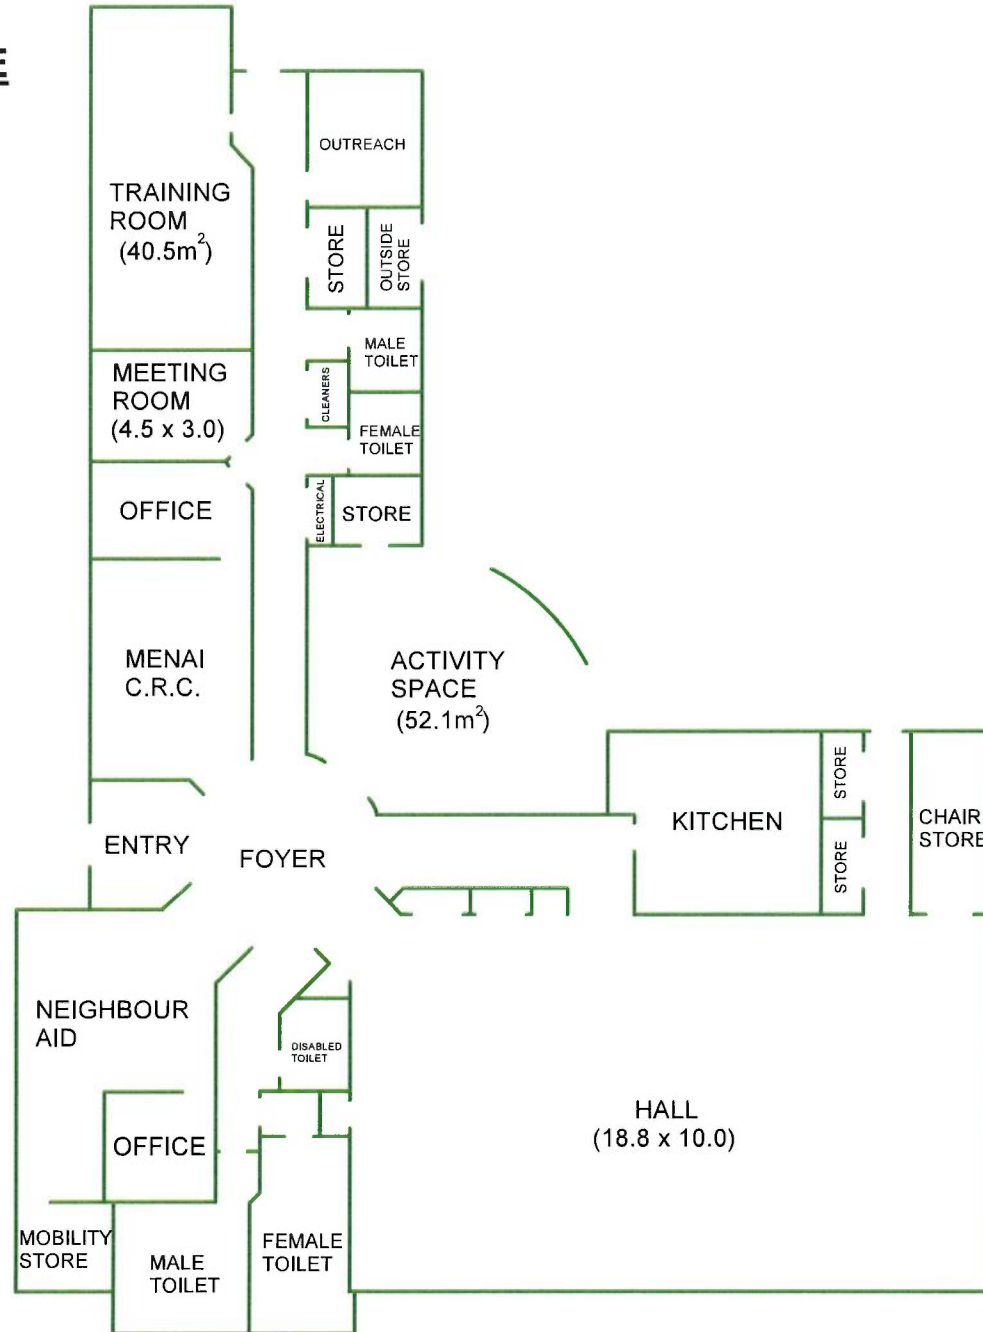 E
OUTREACH
TRAINING
ROOM
(40.5m²)
STORE
OUTSIDE
STORE
MALE
TOILET
MEETING
ROOM
(4.5 x 3.0)
CLEANERS
FEMALE
TOILET
OFFICE
ELECTRICAL
STORE
MENAI
C.R.C.
ACTIVITY
SPACE
(52.1m²)
STORE
KITCHEN
CHAIR
STORE
STORE
ENTRY
FOYER
NEIGHBOUR
AID
DISABLED
TOILET
HALL
(18.8 x 10.0)
OFFICE
MOBILITY
STORE
MALE
TOILET
FEMALE
TOILET